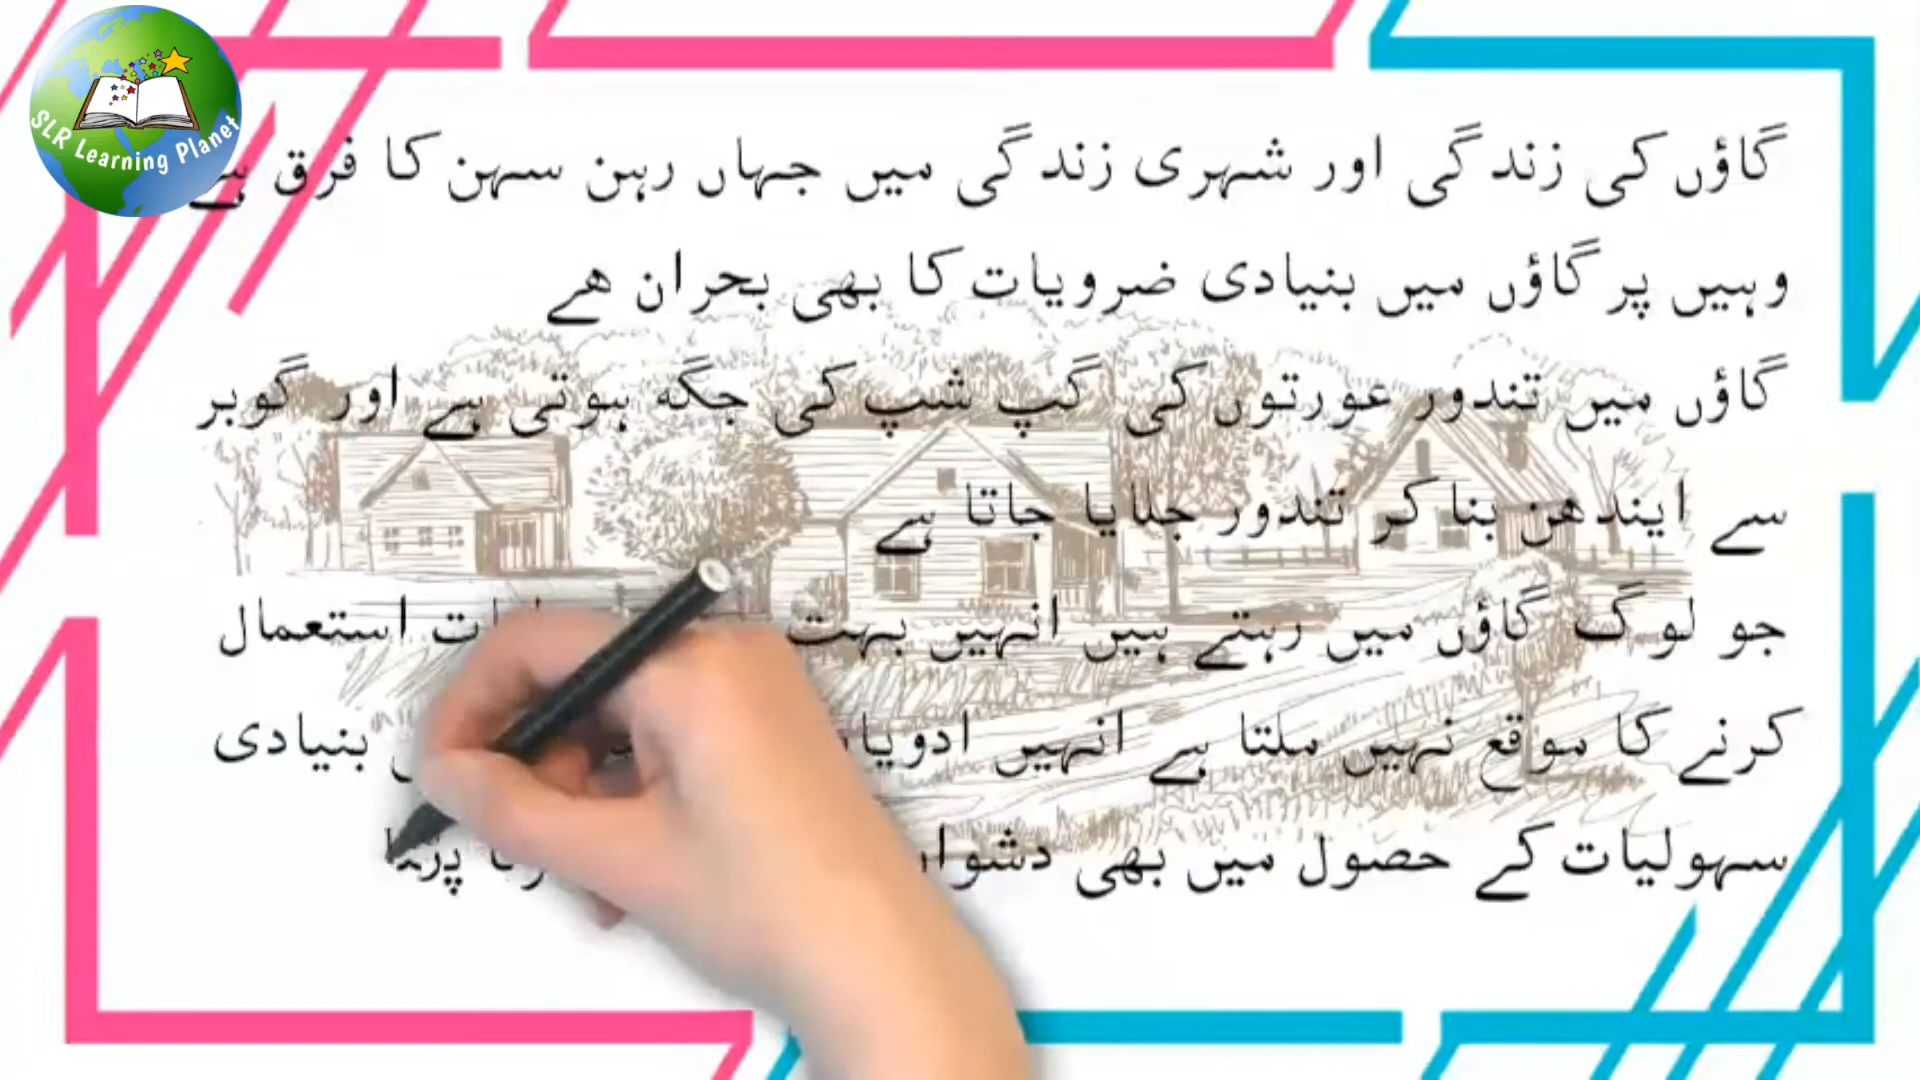 SLR Learning Planet
گاؤں کی زندگی اور شہری زندگی میں جہاں رہن سہن کا فرق ہے
وہیں پر گاؤں میں بنیادی ضرویات کا بھی بحران ھے
گاؤں میں تندور عورتوں کی گپ شپ کی جگہ ہوتی ہے اور گوبر
سے ایندھن بنا کر تندور جلایا جاتا ہے
جو لوگ گاؤں میں رہتے ہیں انہیں بہت استعمال
کرنے کا موقع نہیں ملتا ہے انہیں بنیادی
سہولیات کے حصول میں بھی